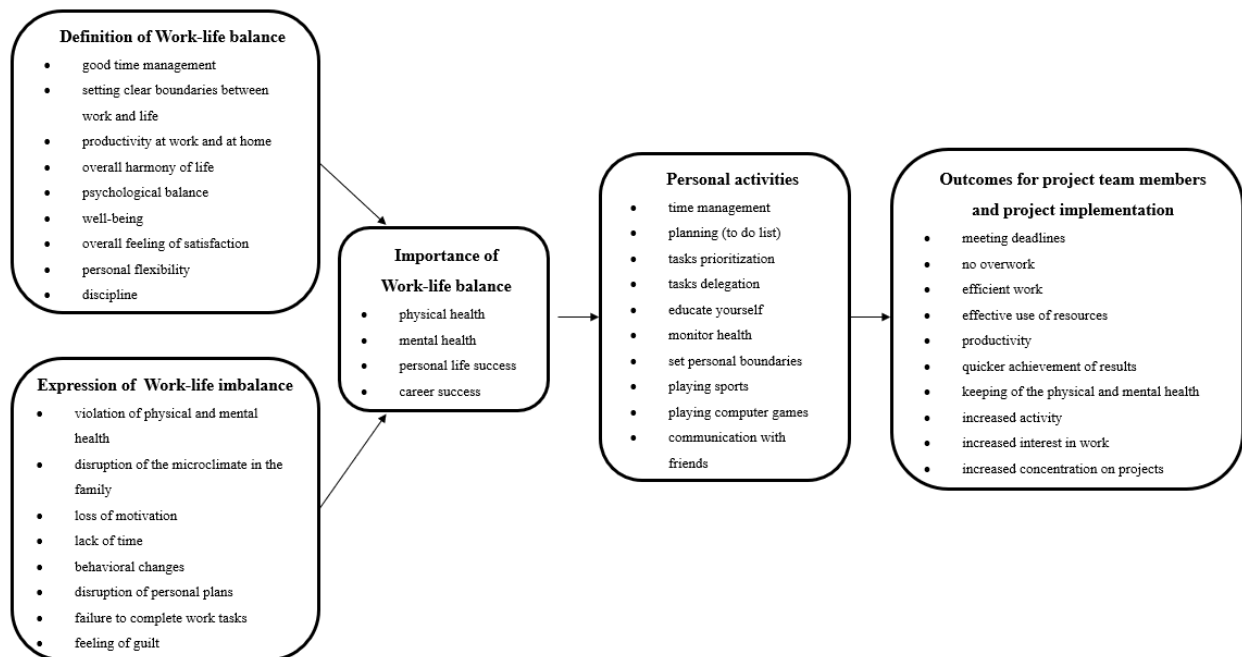 Definition of Work-life balance
• good time management
• setting clear boundaries between
work and life
• productivity at work and at home
• overall harmony of life
• psychological balance
• well-being
• overall feeling of satisfaction
• personal flexibility
• discipline
Expression of Work-life imbalance
• violation of physical and mental
health
• disruption of the microclimate in the
family
• loss of motivation
• lack of time
• behavioral changes
• disruption of personal plans
• failure to complete work tasks
• feeling of guilt
Importance of
Work-life balance
• physical health
• mental health
• personal life success
• career success
Personal activities
• time management
• planning (to do list)
• tasks prioritization
• tasks delegation
• educate yourself
• monitor health
• set personal boundaries
• playing sports
• playing computer games
• communication with
friends
Outcomes for project team members
and project implementation
• meeting deadlines
• no overwork
• efficient work
• effective use of resources
• productivity
• quicker achievement of results
• keeping of the physical and mental health
• increased activity
• increased interest in work
• increased concentration on projects